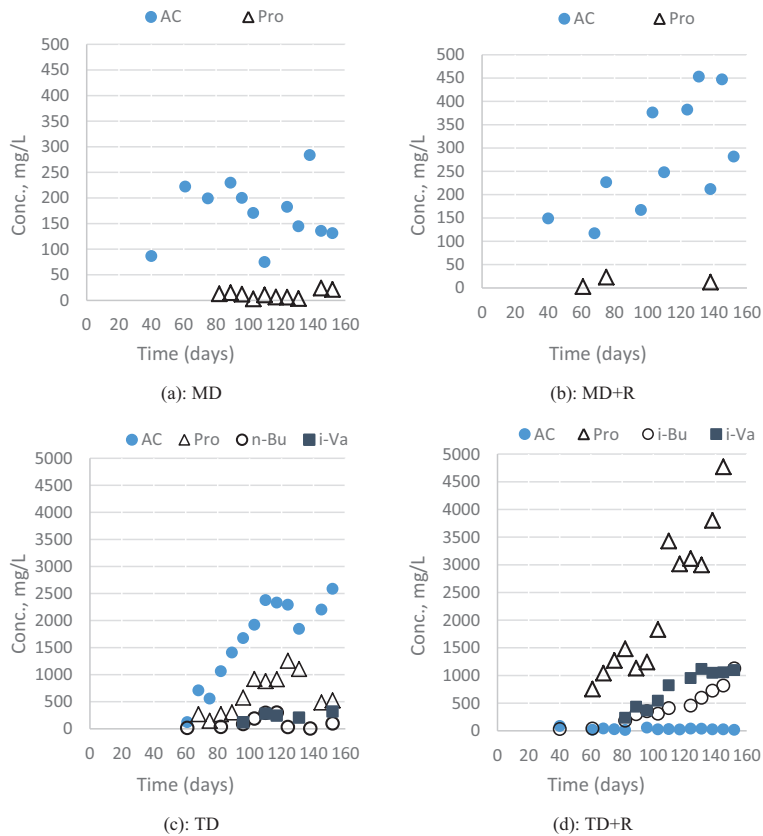 AC Pro
500
450
400
350
300
250
200
150
100
50
0
0 20 40 60 80 100 120 140 160
Conc., mg/L
Time (days)
(a): MD
AC Pro
500
450
400
350
300
250
200
150
100
50
0
0 20 40 60 80 100 120 140 160
Conc., mg/L
Time (days)
(b): MD+R
AC Pro n-Bu i-Va
5000
4500
4000
3500
3000
2500
2000
1500
1000
500
0
0 20 40 60 80 100 120 140 160
Conc., mg/L
Time (days)
(c): TD
AC Pro i-Bu i-Va
5000
4500
4000
3500
3000
2500
2000
1500
1000
500
0
0 20 40 60 80 100 120 140 160
Conc., mg/L
Time (days)
(d): TD+R